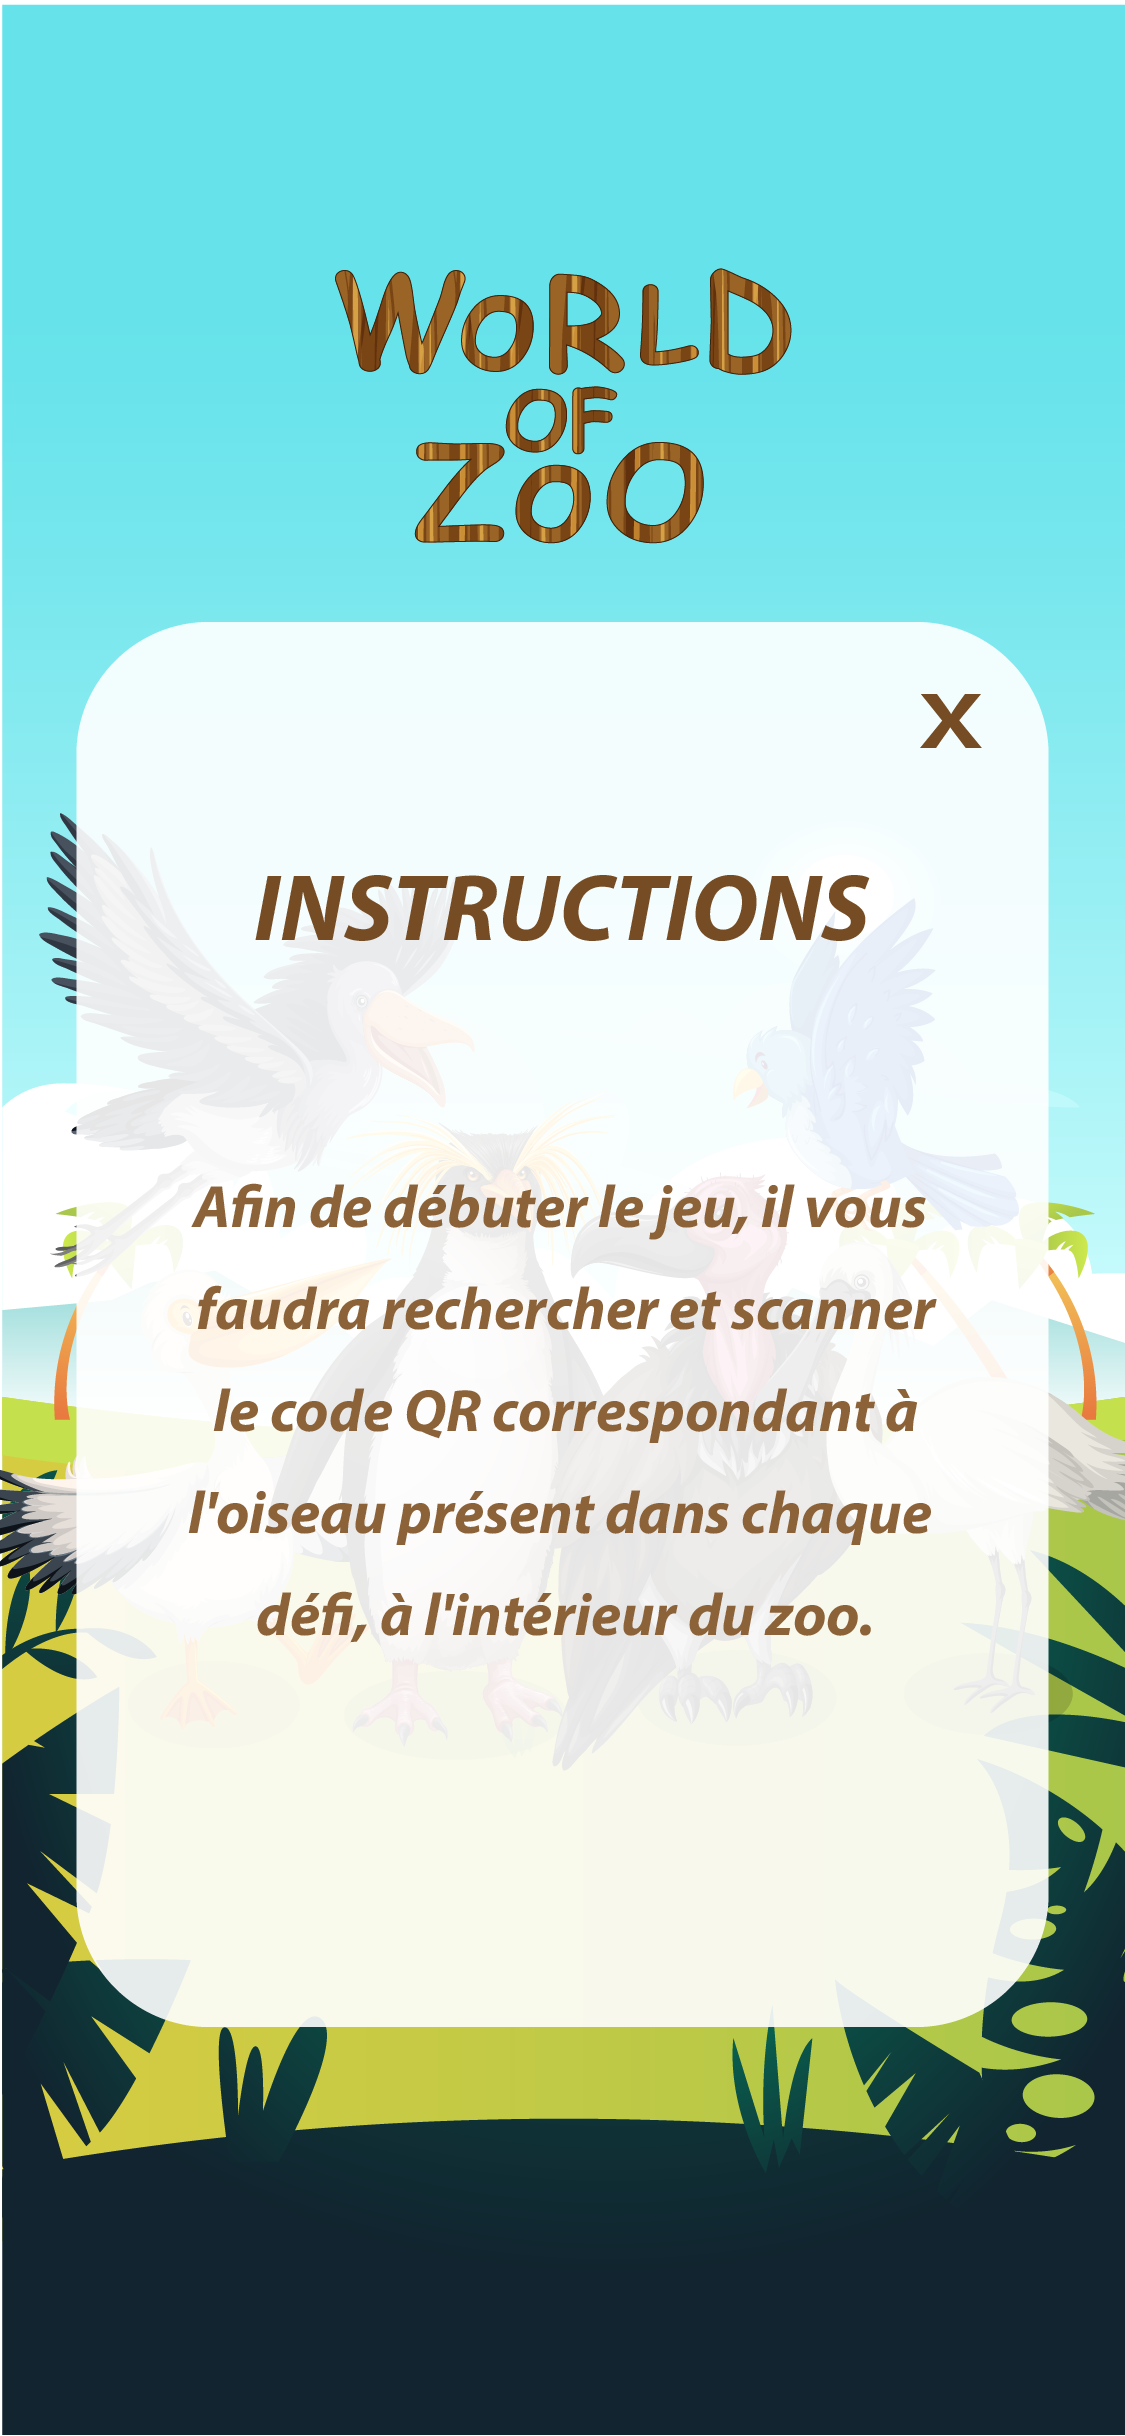 WORLD
OF
ZOO
X
INSTRUCTIONS
Afin de débuter le jeu, il vous
faudra rechercher et scanner
le code QR correspondant à
l'oiseau présent dans chaque
défi, à l'intérieur du zoo.